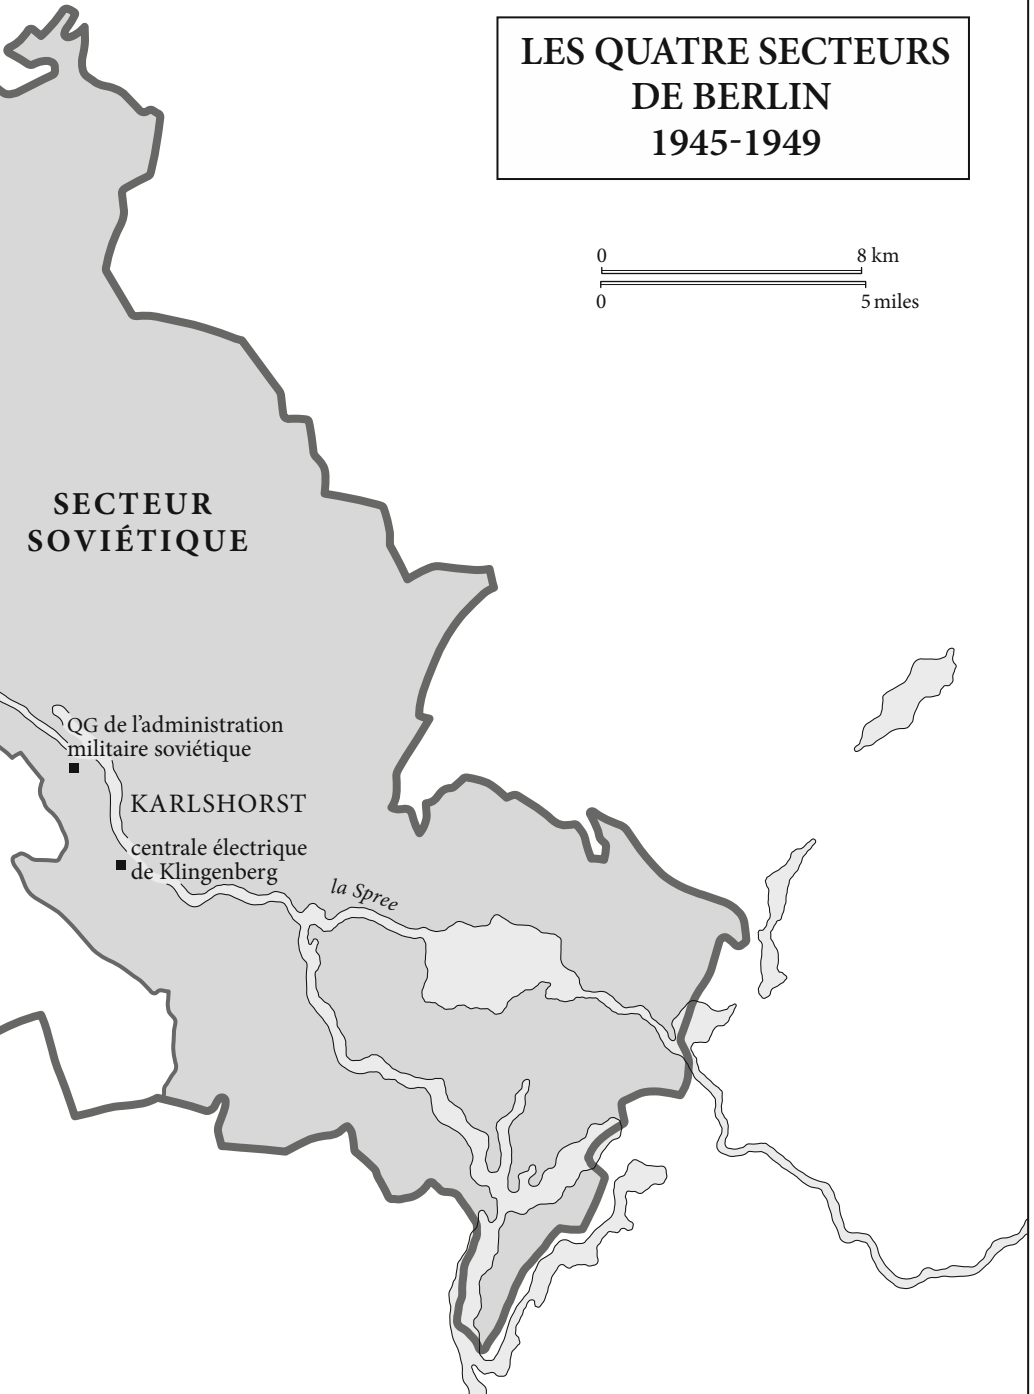 LES QUATRE SECTEURS
DE BERLIN
1945-1949
0 8 km
0 5 miles
SECTEUR
SOVIÉTIQUE
QG de l’administration
militaire soviétique
KARLSHORST
centrale électrique
de Klingenberg
la Spree